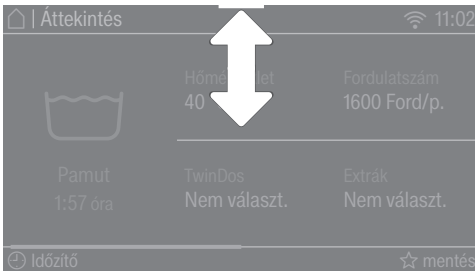 Áttekintés 11:02
Fordulatszám
40 1600 Ford/p.
Pamut TwinDos Extrák
1:57 óra Nem választ. Nem választ.
Időzítő mentés